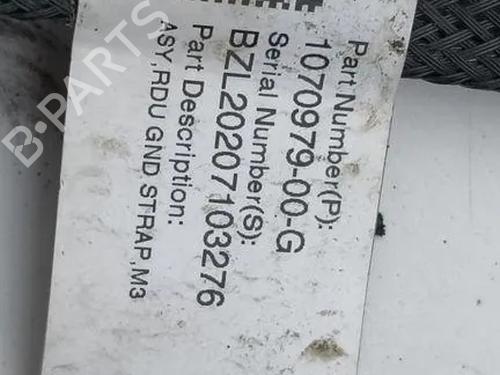 Part Number(P):
1070979-00-G
Serial Number(S):
BZL20207103276
Part Description:
ASY,RDU GND STRAP,M3
B-PARTS